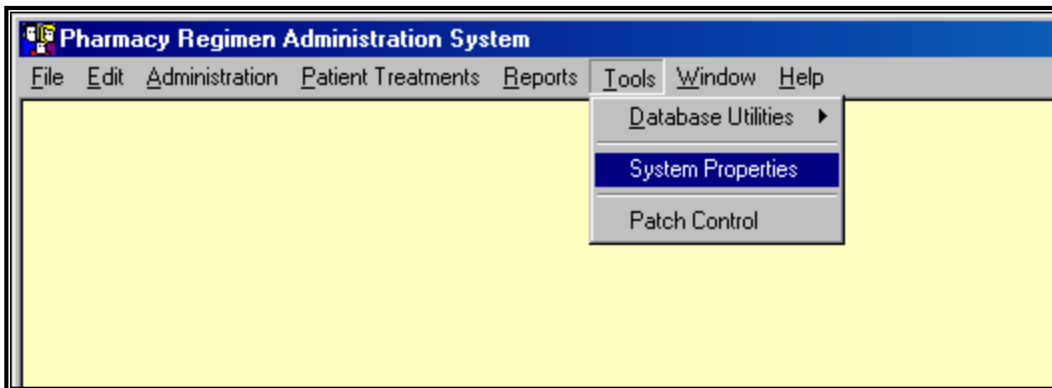 Pharmacy Regimen Administration System
File Edit Administration Patient Treatments Reports Tools Window Help
Database Utilities
System Properties
Patch Control